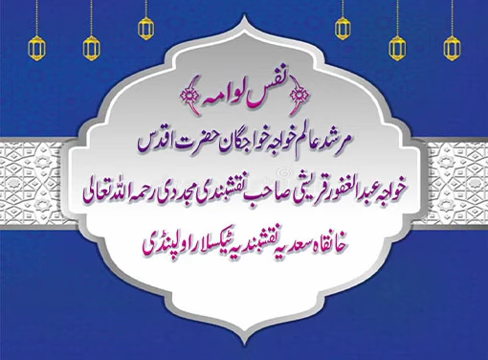 ﴿نفس لوامہ﴾
مرشد عالم خواجہ خواجگان حضرت اقدس
خواجہ عبدالغفور قریشی صاحب نقشبندی مجددی رحمہ اللہ تعالی
خانقاہ سعدیہ نقشبندیہ ٹیکسلا راولپنڈی